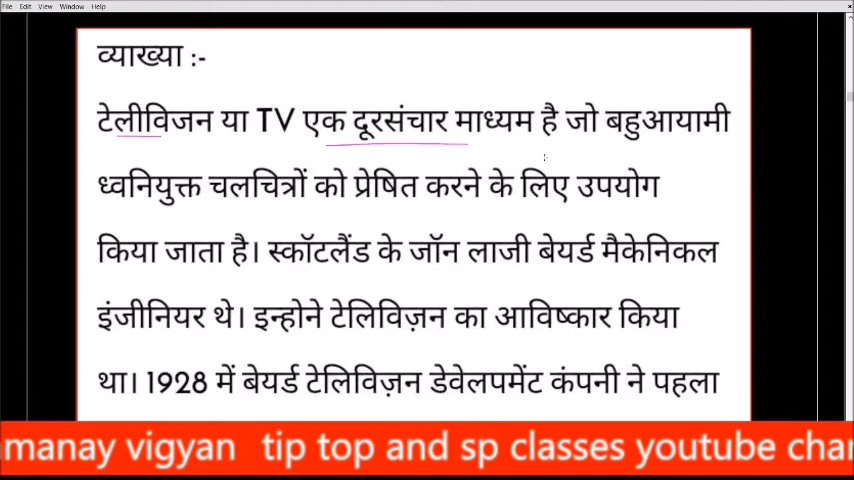 File Edit View Window Help
व्याख्या :-
टेलीविजन या TV एक दूरसंचार माध्यम है जो बहुआयामी
ध्वनियुक्त चलचित्रों को प्रेषित करने के लिए उपयोग
किया जाता है। स्कॉटलैंड के जॉन लाजी बेयर्ड मैकेनिकल
इंजीनियर थे। इन्होने टेलिविज़न का आविष्कार किया
था। 1928 में बेयर्ड टेलिविज़न डेवेलपमेंट कंपनी ने पहला
manay vigyan tip top and sp classes youtube char